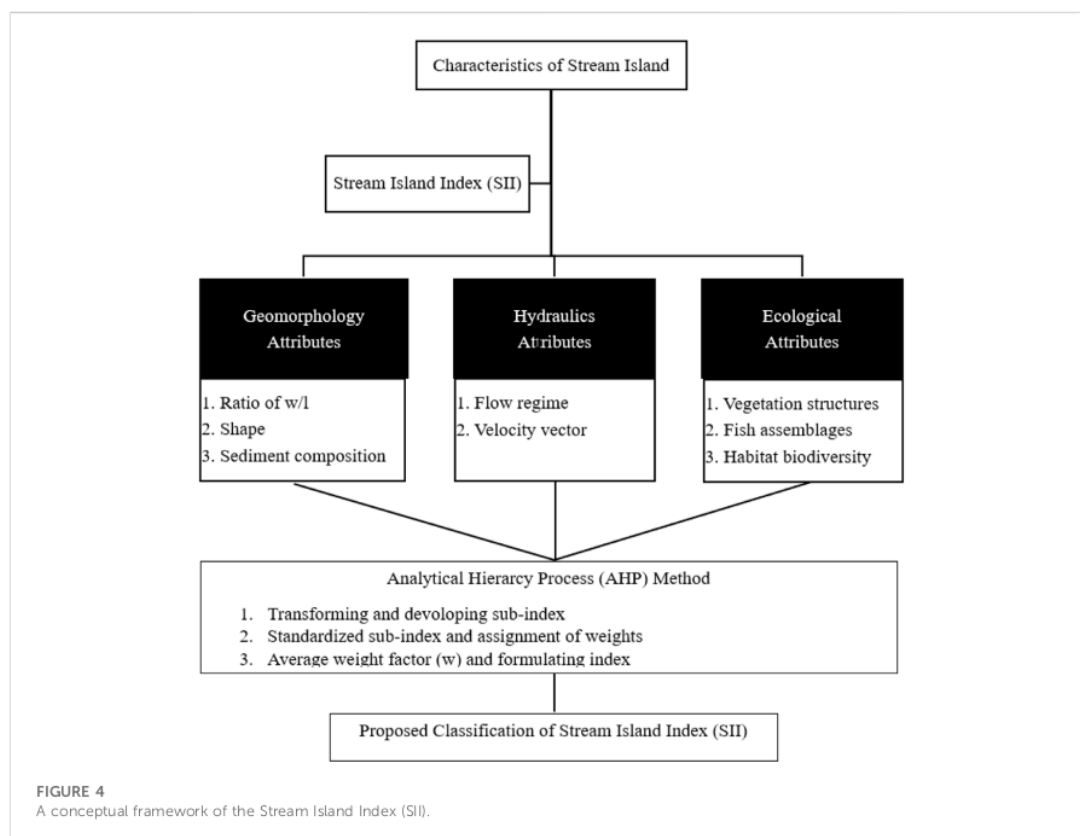 Characteristics of Stream Island
Stream Island Index (SII)
Geomorphology
Attributes
1. Ratio of w/l
2. Shape
3. Sediment composition
Hydraulics
Attributes
1. Flow regime
2. Velocity vector
Ecological
Attributes
1. Vegetation structures
2. Fish assemblages
3. Habitat biodiversity
Analytical Hierarcy Process (AHP) Method
1. Transforming and devoloping sub-index
2. Standardized sub-index and assignment of weights
3. Average weight factor (w) and formulating index
Proposed Classification of Stream Island Index (SII)
FIGURE 4
A conceptual framework of the Stream Island Index (SII).